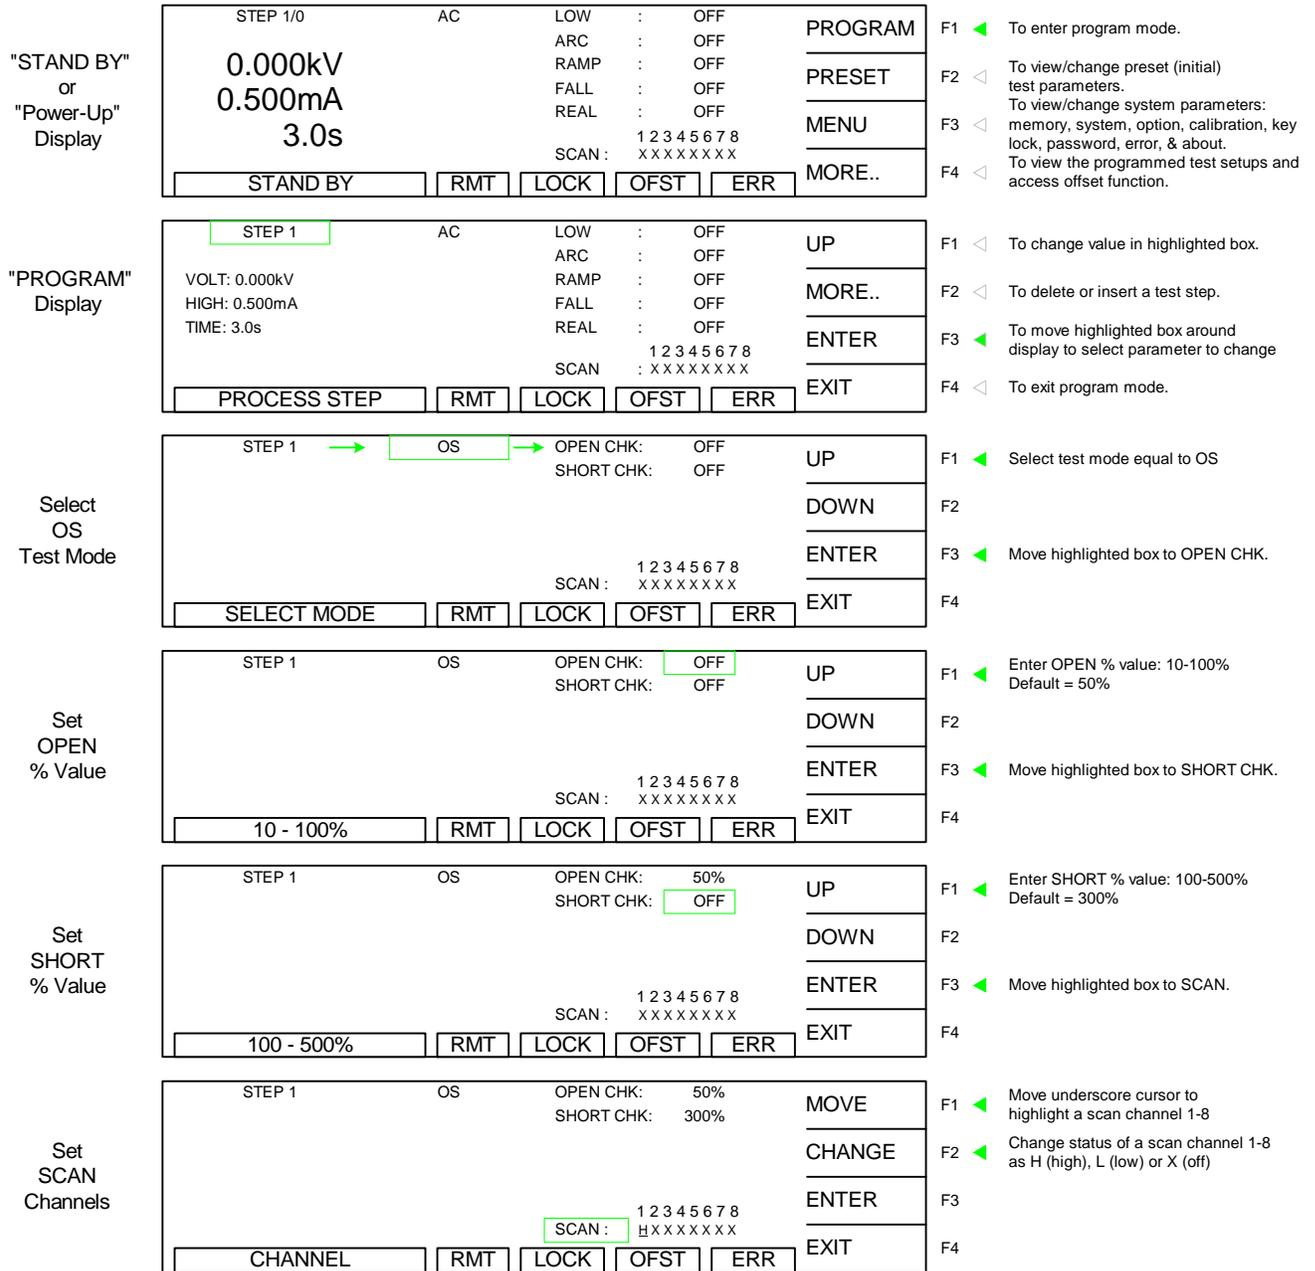 "STAND BY"
or
"Power-Up"
Display
STEP 1/0 AC LOW : OFF
ARC : OFF
0.000kV RAMP : OFF
0.500mA FALL : OFF
REAL : OFF
3.0s 1 2 3 4 5 6 7 8
SCAN : X X X X X X X X
STAND BY RMT LOCK OFST ERR
PROGRAM F1 To enter program mode.
PRESET F2 To view/change preset (initial)
test parameters.
MENU F3 To view/change system parameters:
memory, system, option, calibration, key
lock, password, error, & about.
MORE.. F4 To view the programmed test setups and
access offset function.
"PROGRAM"
Display
STEP 1 AC LOW : OFF
ARC : OFF
VOLT: 0.000kV RAMP : OFF
HIGH: 0.500mA FALL : OFF
TIME: 3.0s REAL : OFF
1 2 3 4 5 6 7 8
SCAN : X X X X X X X X
PROCESS STEP RMT LOCK OFST ERR
UP F1 To change value in highlighted box.
MORE.. F2 To delete or insert a test step.
ENTER F3 To move highlighted box around
display to select parameter to change
EXIT F4 To exit program mode.
Select
OS
Test Mode
STEP 1 OS OPEN CHK: OFF
SHORT CHK: OFF
1 2 3 4 5 6 7 8
SCAN : X X X X X X X X
SELECT MODE RMT LOCK OFST ERR
UP F1 Select test mode equal to OS
DOWN F2
ENTER F3 Move highlighted box to OPEN CHK.
EXIT F4
Set
OPEN
% Value
STEP 1 OS OPEN CHK: OFF
SHORT CHK: OFF
1 2 3 4 5 6 7 8
SCAN : X X X X X X X X
10 - 100% RMT LOCK OFST ERR
UP F1 Enter OPEN % value: 10-100%
Default = 50%
DOWN F2
ENTER F3 Move highlighted box to SHORT CHK.
EXIT F4
Set
SHORT
% Value
STEP 1 OS OPEN CHK: 50%
SHORT CHK: OFF
1 2 3 4 5 6 7 8
SCAN : X X X X X X X X
100 - 500% RMT LOCK OFST ERR
UP F1 Enter SHORT % value: 100-500%
Default = 300%
DOWN F2
ENTER F3 Move highlighted box to SCAN.
EXIT F4
Set
SCAN
Channels
STEP 1 OS OPEN CHK: 50%
SHORT CHK: 300%
1 2 3 4 5 6 7 8
SCAN : H X X X X X X X
CHANNEL RMT LOCK OFST ERR
MOVE F1 Move underscore cursor to
highlight a scan channel 1-8
CHANGE F2 Change status of a scan channel 1-8
as H (high), L (low) or X (off)
ENTER F3
EXIT F4